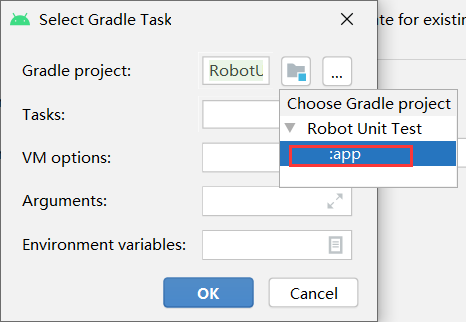 Select Gradle Task
ate for existin
Gradle project:
RobotU
...
Choose Gradle project
Tasks:
Robot Unit Test
:app
VM options:
Arguments:
Environment variables:
OK
Cancel